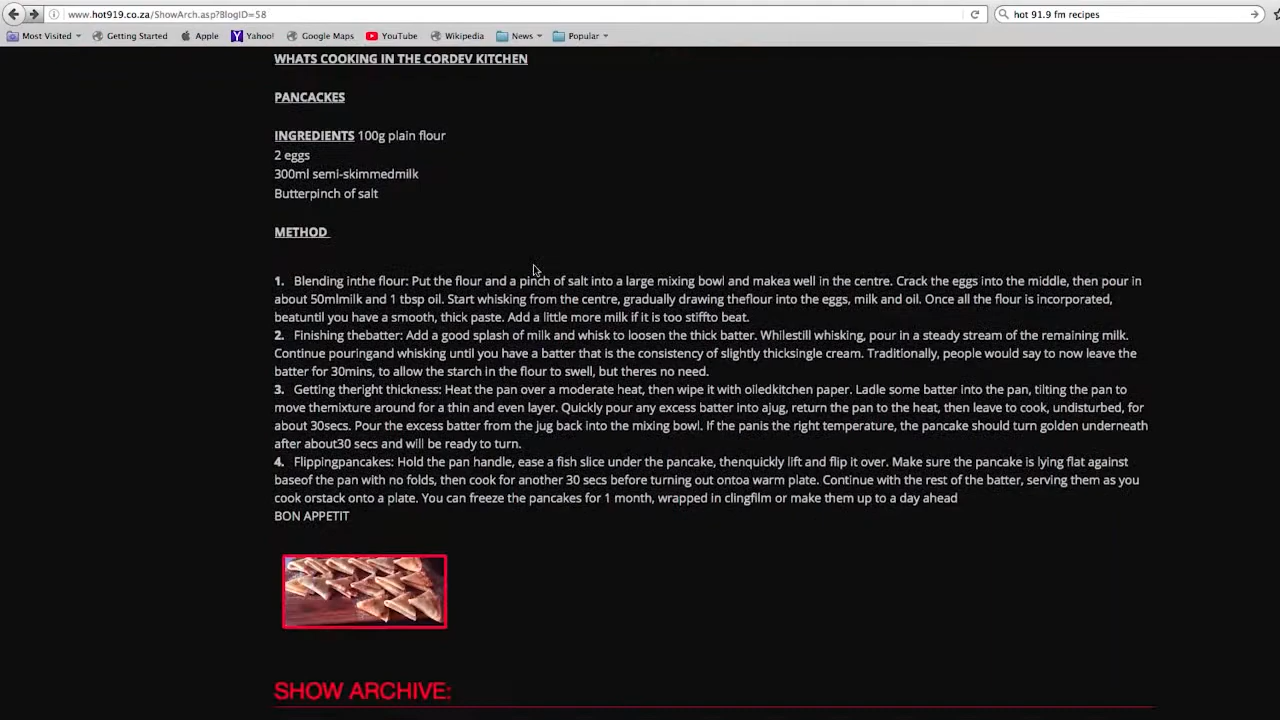 www.hot919.co.za/ShowArch.asp?BlogID=58
hot 91.9 fm recipes
Most Visited Getting Started Apple Yahoo! Google Maps YouTube Wikipedia News Popular
WHATS COOKING IN THE CORDEV KITCHEN
PANCACKES
INGREDIENTS 100g plain flour
2 eggs
300ml semi-skimmedmilk
Butterpinch of salt
METHOD
1. Blending inthe flour: Put the flour and a pinch of salt into a large mixing bowl and makea well in the centre. Crack the eggs into the middle, then pour in
about 50mlmilk and 1 tbsp oil. Start whisking from the centre, gradually drawing theflour into the eggs, milk and oil. Once all the flour is incorporated,
beatuntil you have a smooth, thick paste. Add a little more milk if it is too stiffto beat.
2. Finishing thebatter: Add a good splash of milk and whisk to loosen the thick batter. Whilestill whisking, pour in a steady stream of the remaining milk.
Continue pouringand whisking until you have a batter that is the consistency of slightly thicksingle cream. Traditionally, people would say to now leave the
batter for 30mins, to allow the starch in the flour to swell, but theres no need.
3. Getting theright thickness: Heat the pan over a moderate heat, then wipe it with oiledkitchen paper. Ladle some batter into the pan, tilting the pan to
move themixture around for a thin and even layer. Quickly pour any excess batter into ajug, return the pan to the heat, then leave to cook, undisturbed, for
about 30secs. Pour the excess batter from the jug back into the mixing bowl. If the panis the right temperature, the pancake should turn golden underneath
after about30 secs and will be ready to turn.
4. Flippingpancakes: Hold the pan handle, ease a fish slice under the pancake, thenquickly lift and flip it over. Make sure the pancake is lying flat against
baseof the pan with no folds, then cook for another 30 secs before turning out ontoa warm plate. Continue with the rest of the batter, serving them as you
cook orstack onto a plate. You can freeze the pancakes for 1 month, wrapped in clingfilm or make them up to a day ahead
BON APPETIT
SHOW ARCHIVE: